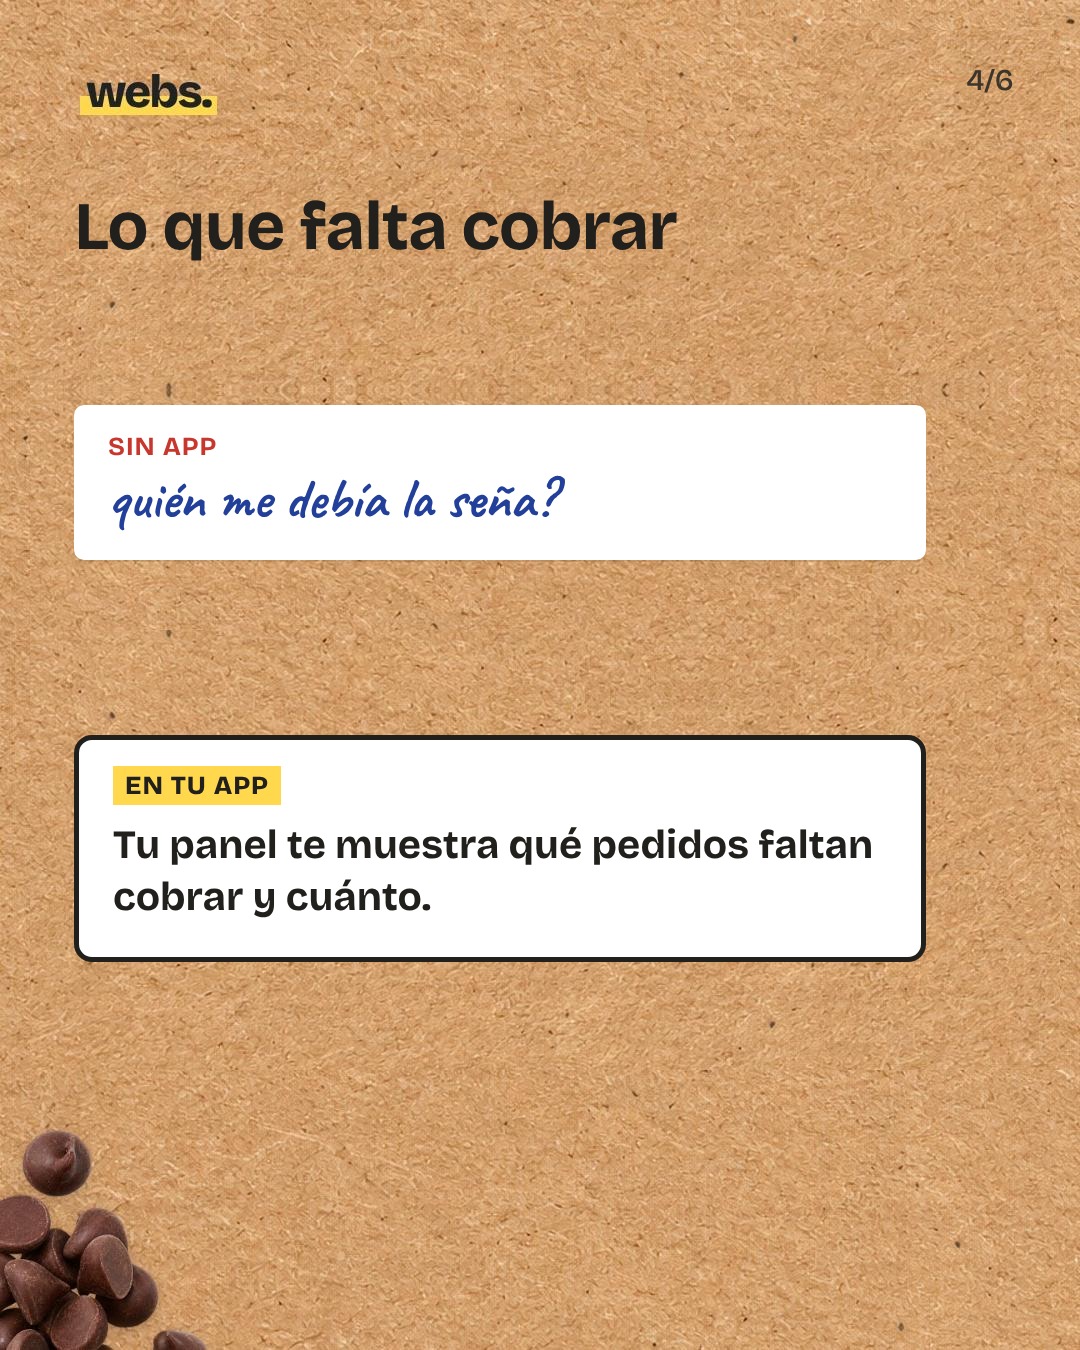 webs.
4/6
Lo que falta cobrar
SIN APP
quién me debía la seña?
EN TU APP
Tu panel te muestra qué pedidos faltan
cobrar y cuánto.